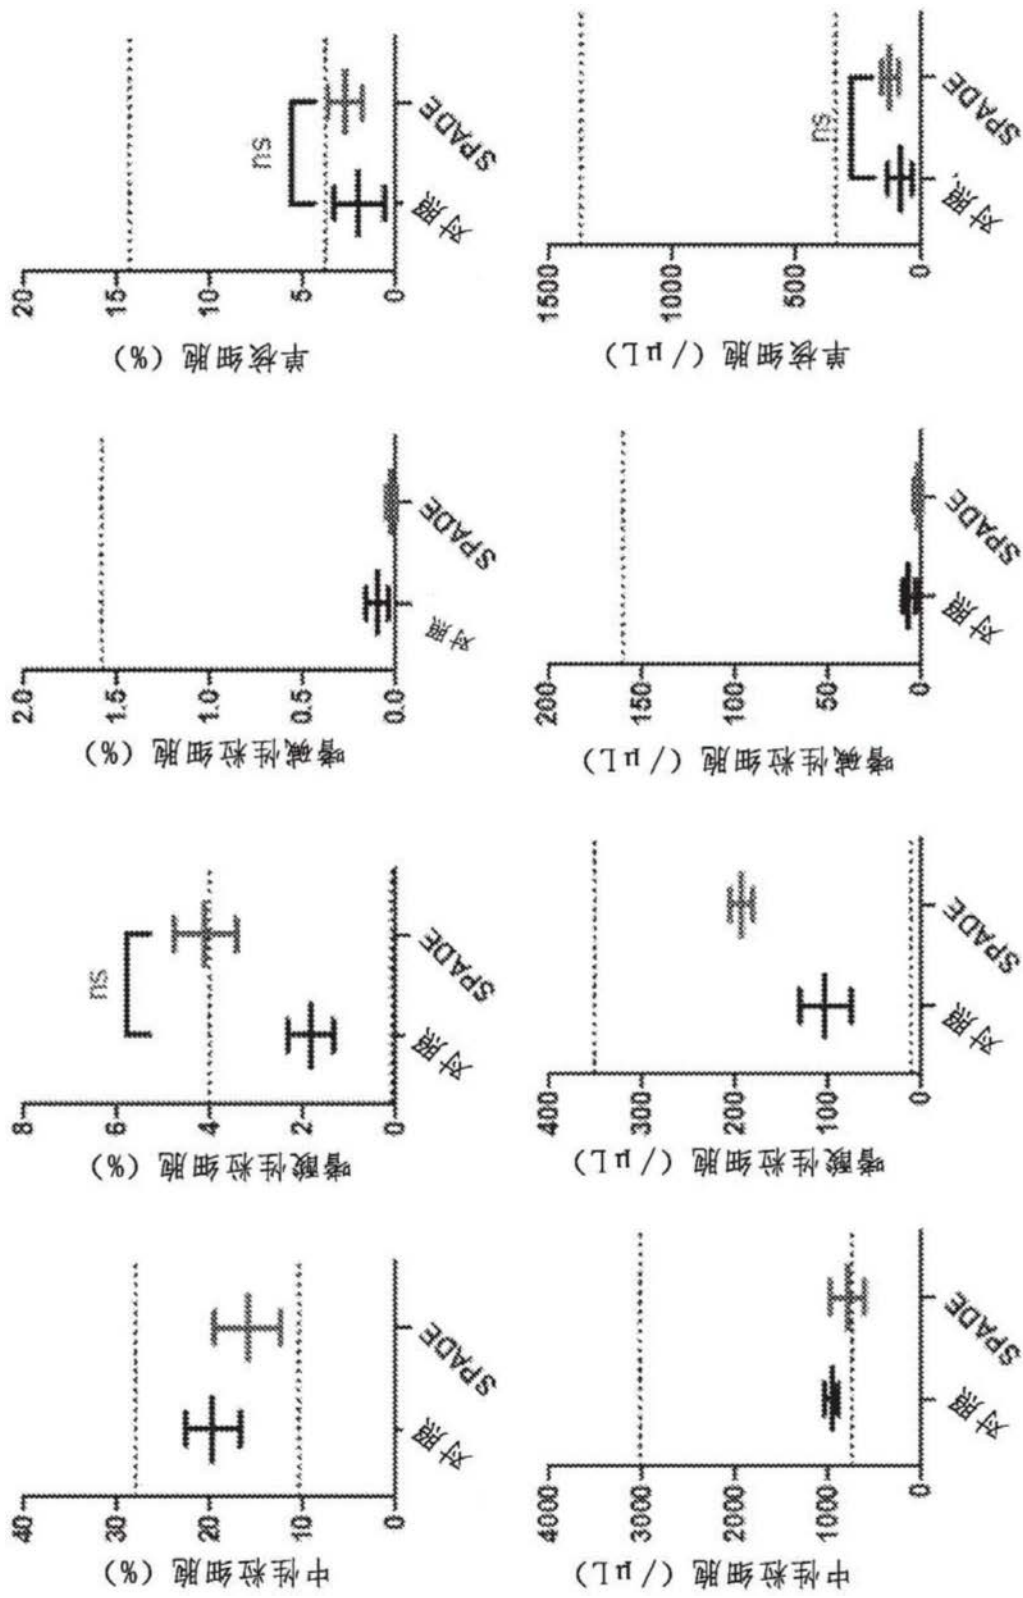 中性粒细胞 (%)
40
30
20
10
0
对照
SPADE
嗜酸性粒细胞 (%)
8
6
4
2
0
ns
对照
SPADE
嗜碱性粒细胞 (%)
2.0
1.5
1.0
0.5
0.0
对照
SPADE
单核细胞 (%)
20
15
10
5
0
ns
对照
SPADE
中性粒细胞 (/μL)
4000
3000
2000
1000
0
对照
SPADE
嗜酸性粒细胞 (/μL)
400
300
200
100
0
对照
SPADE
嗜碱性粒细胞 (/μL)
200
150
100
50
0
对照
SPADE
单核细胞 (/μL)
1500
1000
500
0
ns
对照
SPADE